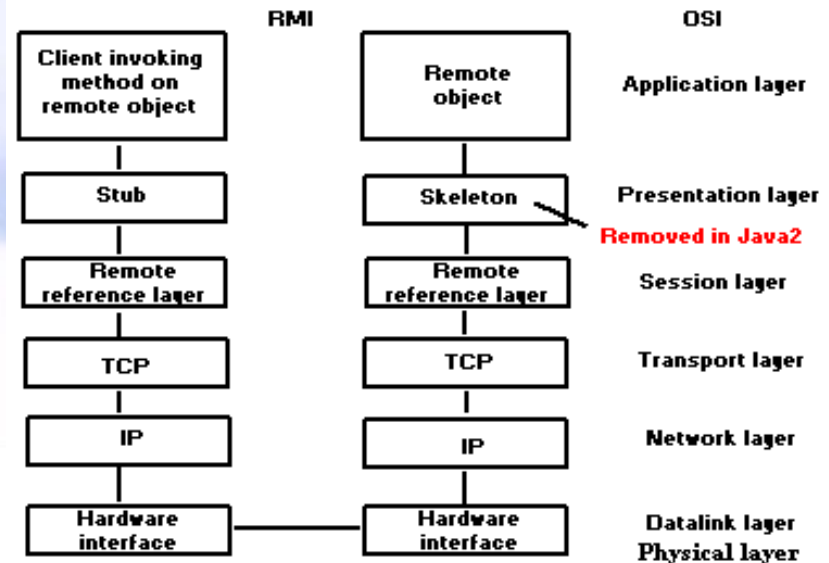 RMI
OSI
Client invoking
method on
remote object
Remote
object
Application layer
Stub
Skeleton
Presentation layer
Removed in Java2
Remote
reference layer
Remote
reference layer
Session layer
TCP
TCP
Transport layer
IP
IP
Network layer
Hardware
interface
Hardware
interface
Datalink layer
Physical layer